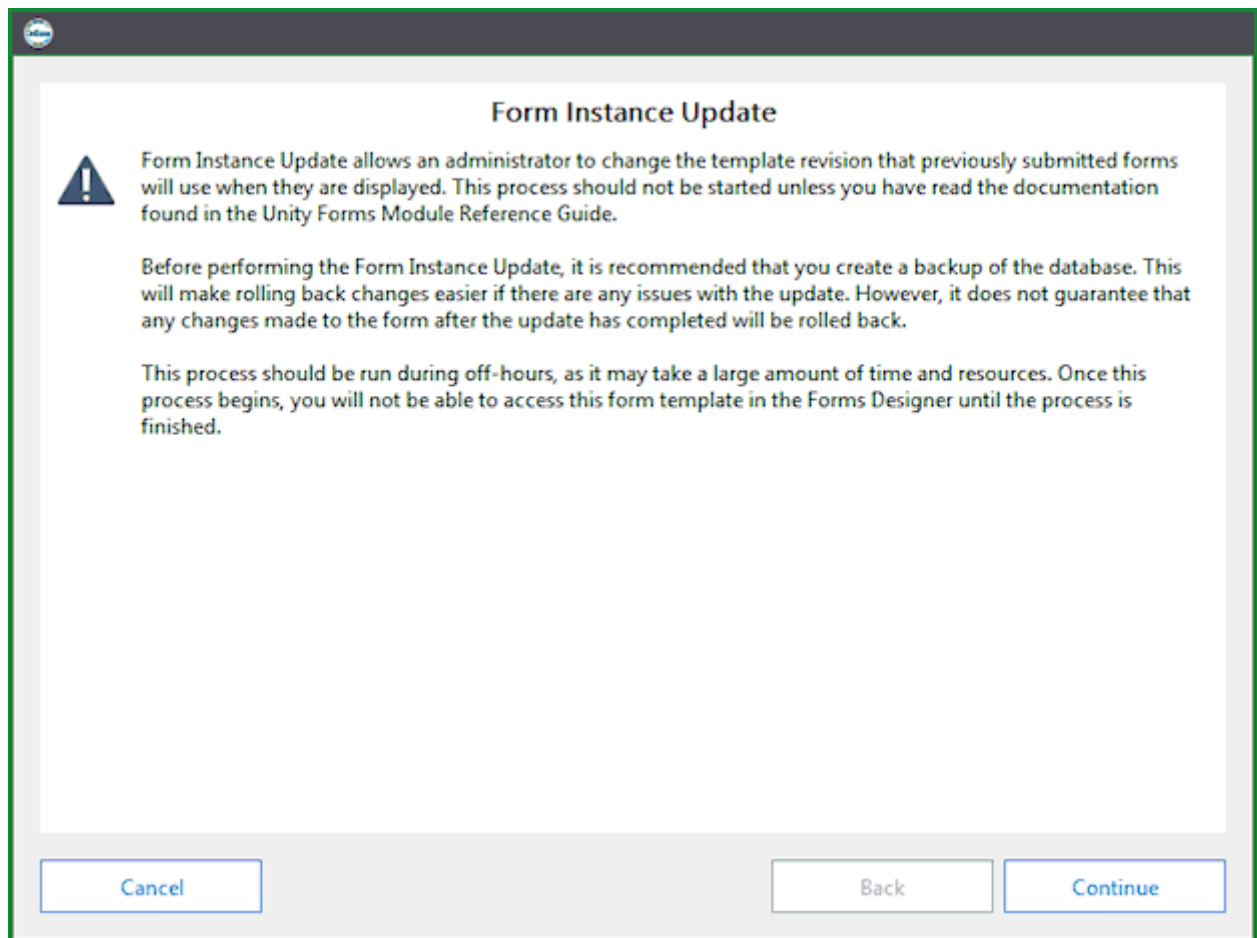 Form Instance Update
Form Instance Update allows an administrator to change the template revision that previously submitted forms
will use when they are displayed. This process should not be started unless you have read the documentation
found in the Unity Forms Module Reference Guide.
Before performing the Form Instance Update, it is recommended that you create a backup of the database. This
will make rolling back changes easier if there are any issues with the update. However, it does not guarantee that
any changes made to the form after the update has completed will be rolled back.
This process should be run during off-hours, as it may take a large amount of time and resources. Once this
process begins, you will not be able to access this form template in the Forms Designer until the process is
finished.
Cancel
Back
Continue